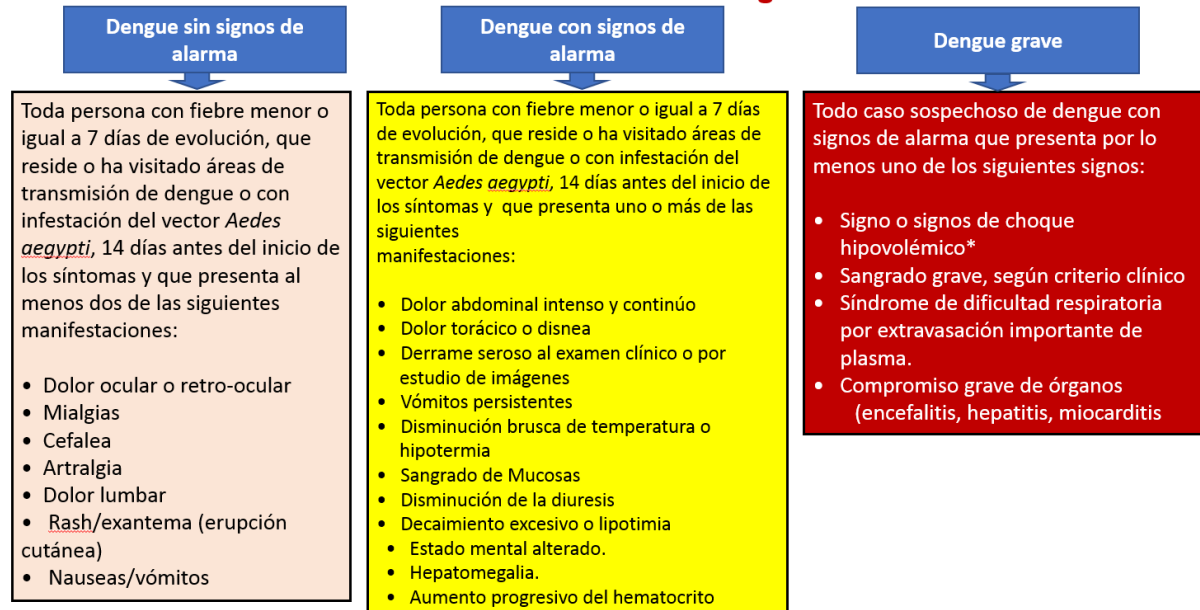 Dengue sin signos de
alarma
Toda persona con fiebre menor o
igual a 7 días de evolución, que
reside o ha visitado áreas de
transmisión de dengue o con
infestación del vector Aedes
aegypti, 14 días antes del inicio de
los síntomas y que presenta al
menos dos de las siguientes
manifestaciones:
• Dolor ocular o retro-ocular
• Mialgias
• Cefalea
• Artralgia
• Dolor lumbar
• Rash/exantema (erupción
cutánea)
• Nauseas/vómitos
Dengue con signos de
alarma
Toda persona con fiebre menor o igual a 7 días
de evolución, que reside o ha visitado áreas de
transmisión de dengue o con infestación del
vector Aedes aegypti, 14 días antes del inicio de
los síntomas y que presenta uno o más de las
siguientes
manifestaciones:
• Dolor abdominal intenso y continúo
• Dolor torácico o disnea
• Derrame seroso al examen clínico o por
estudio de imágenes
• Vómitos persistentes
• Disminución brusca de temperatura o
hipotermia
• Sangrado de Mucosas
• Disminución de la diuresis
• Decaimiento excesivo o lipotimia
• Estado mental alterado.
• Hepatomegalia.
• Aumento progresivo del hematocrito
Dengue grave
Todo caso sospechoso de dengue con
signos de alarma que presenta por lo
menos uno de los siguientes signos:
• Signo o signos de choque
hipovolémico*
• Sangrado grave, según criterio clínico
• Síndrome de dificultad respiratoria
por extravasación importante de
plasma.
• Compromiso grave de órganos
(encefalitis, hepatitis, miocarditis